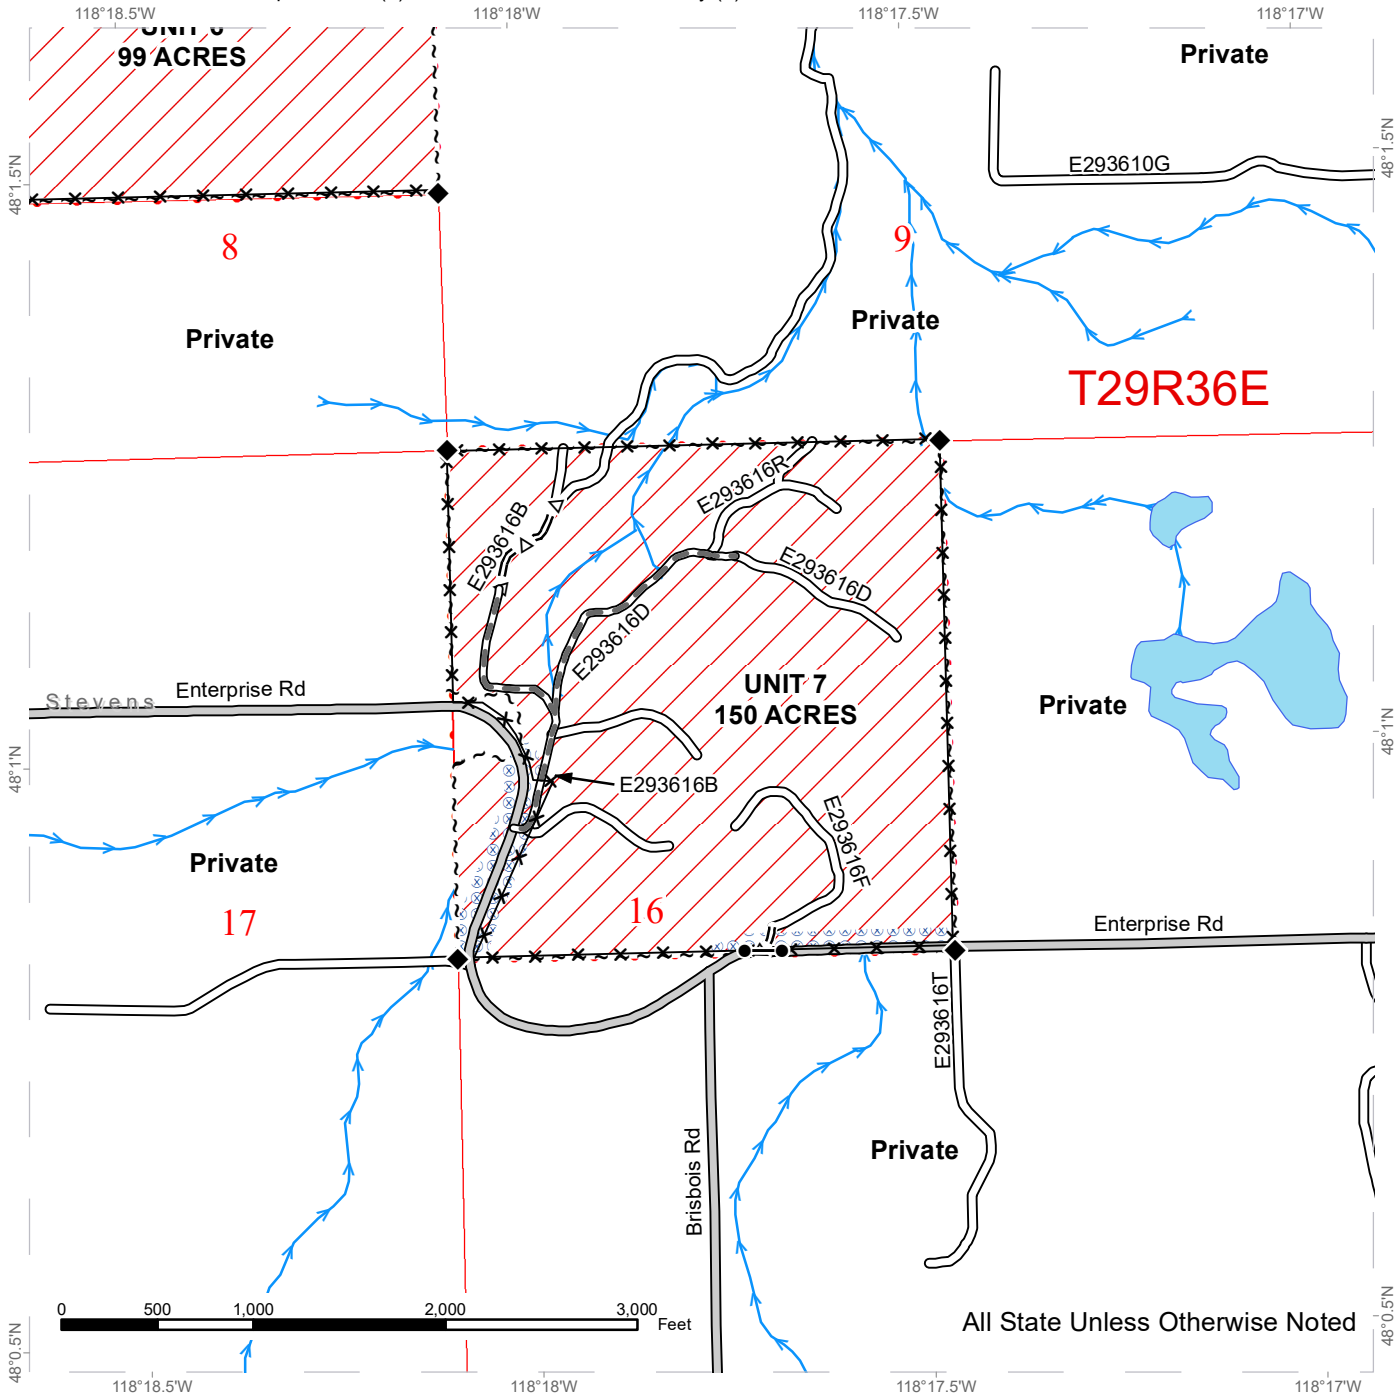 118°18.5'W
118°18'W
118°17.5'W
118°17'W
99 ACRES
Private
E293610G
48°1.5'N
48°1.5'N
8
9
Private
Private
T29R36E
E293616R
E293616B
E293616D
E293616D
UNIT 7
150 ACRES
Stevens
Enterprise Rd
Private
48°1'N
48°1'N
E293616B
E293616F
Private
17
16
Enterprise Rd
E293616T
Brisbois Rd
Private
0
500
1,000
2,000
3,000
Feet
All State Unless Otherwise Noted
48°0.5'N
48°0.5'N
118°18.5'W
118°18'W
118°17.5'W
118°17'W